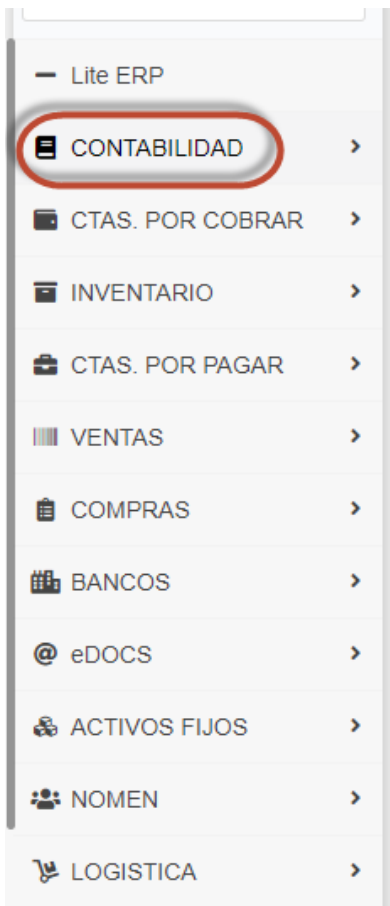 Lite ERP
CONTABILIDAD
CTAS. POR COBRAR
INVENTARIO
CTAS. POR PAGAR
VENTAS
COMPRAS
BANCOS
eDOCS
ACTIVOS FIJOS
NOMEN
LOGISTICA